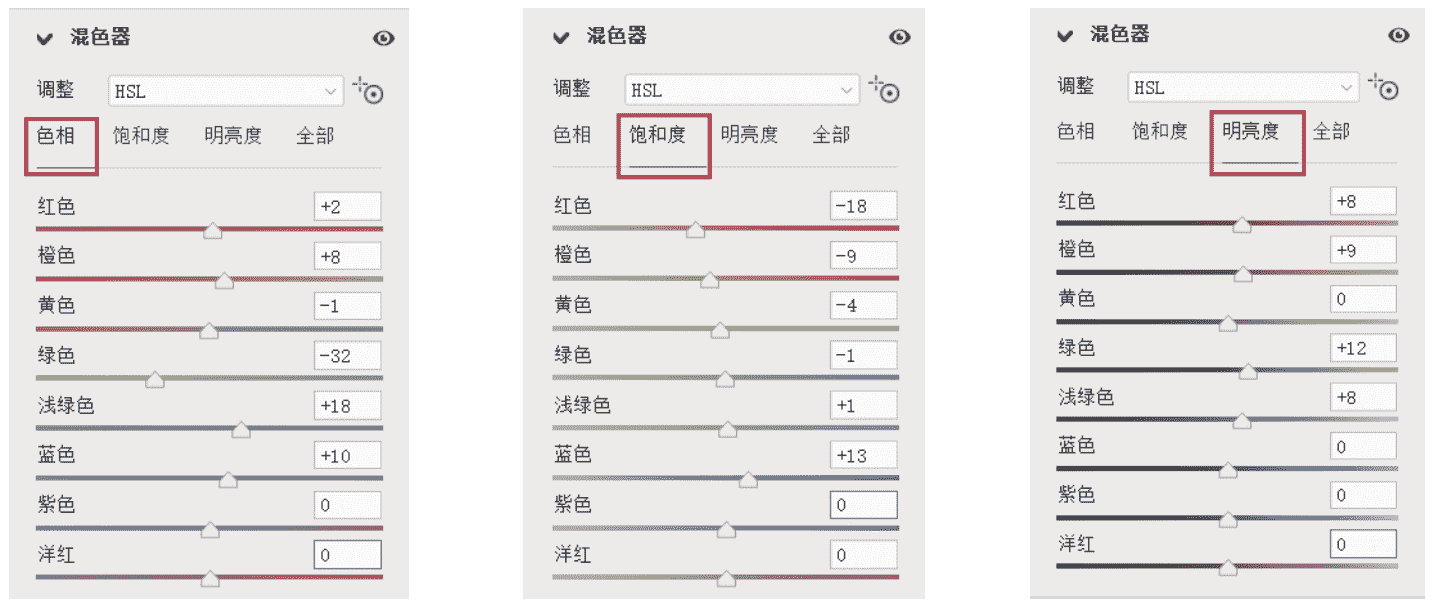 混色器
调整 HSL
色相 饱和度 明亮度 全部
红色 +2
橙色 +8
黄色 -1
绿色 -32
浅绿色 +18
蓝色 +10
紫色 0
洋红 0
混色器
调整 HSL
色相 饱和度 明亮度 全部
红色 -18
橙色 -9
黄色 -4
绿色 -1
浅绿色 +1
蓝色 +13
紫色 0
洋红 0
混色器
调整 HSL
色相 饱和度 明亮度 全部
红色 +8
橙色 +9
黄色 0
绿色 +12
浅绿色 +8
蓝色 0
紫色 0
洋红 0